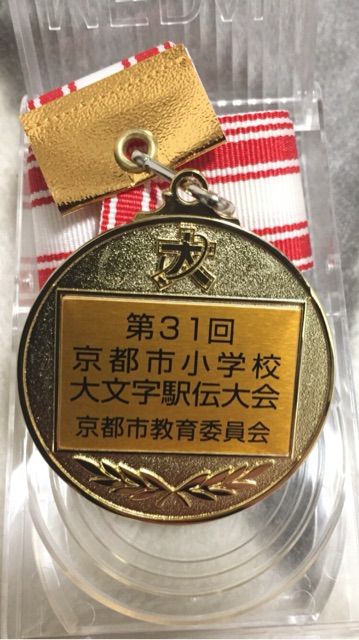 大
第31回
京都市小学校
大文字駅伝大会
京都市教育委員会